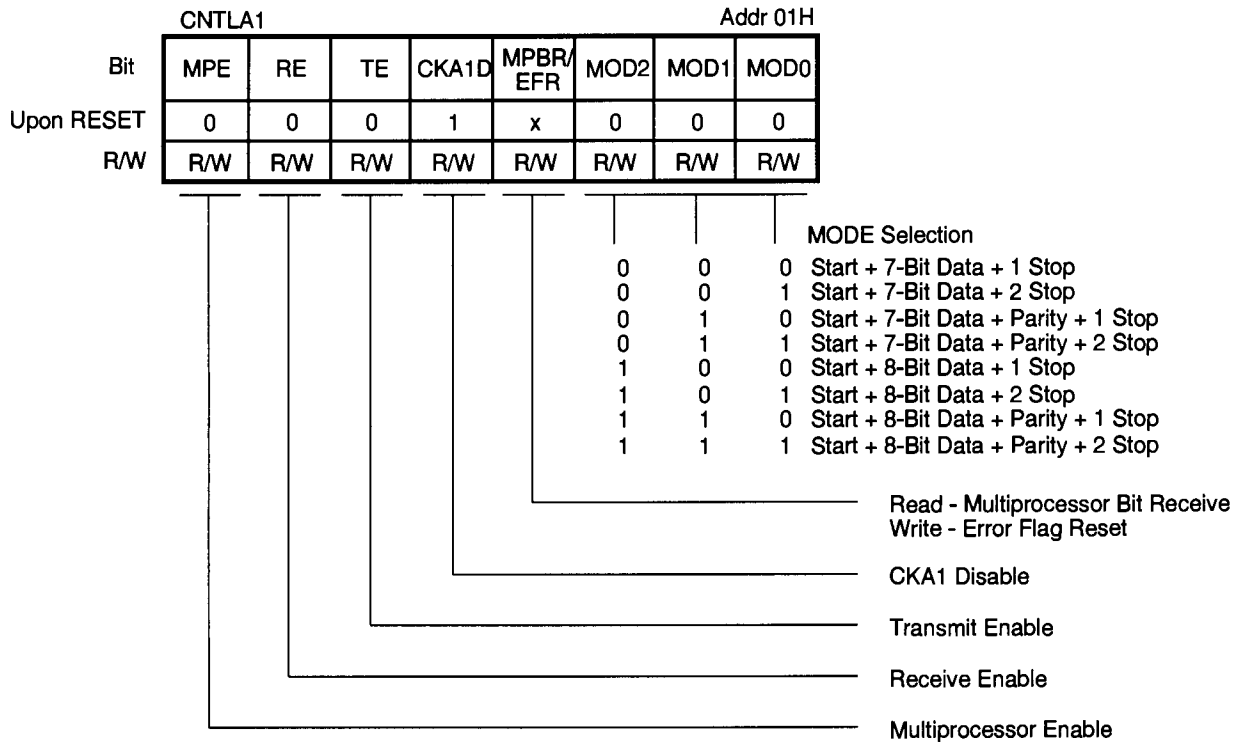 CNTLA1 Addr 01H
Bit MPE RE TE CKA1D MPBR/ EFR MOD2 MOD1 MOD0
Upon RESET 0 0 0 1 x 0 0 0
R/W R/W R/W R/W R/W R/W R/W R/W R/W
MODE Selection
0 0 0 Start + 7-Bit Data + 1 Stop
0 0 1 Start + 7-Bit Data + 2 Stop
0 1 0 Start + 7-Bit Data + Parity + 1 Stop
0 1 1 Start + 7-Bit Data + Parity + 2 Stop
1 0 0 Start + 8-Bit Data + 1 Stop
1 0 1 Start + 8-Bit Data + 2 Stop
1 1 0 Start + 8-Bit Data + Parity + 1 Stop
1 1 1 Start + 8-Bit Data + Parity + 2 Stop
Read - Multiprocessor Bit Receive
Write - Error Flag Reset
CKA1 Disable
Transmit Enable
Receive Enable
Multiprocessor Enable